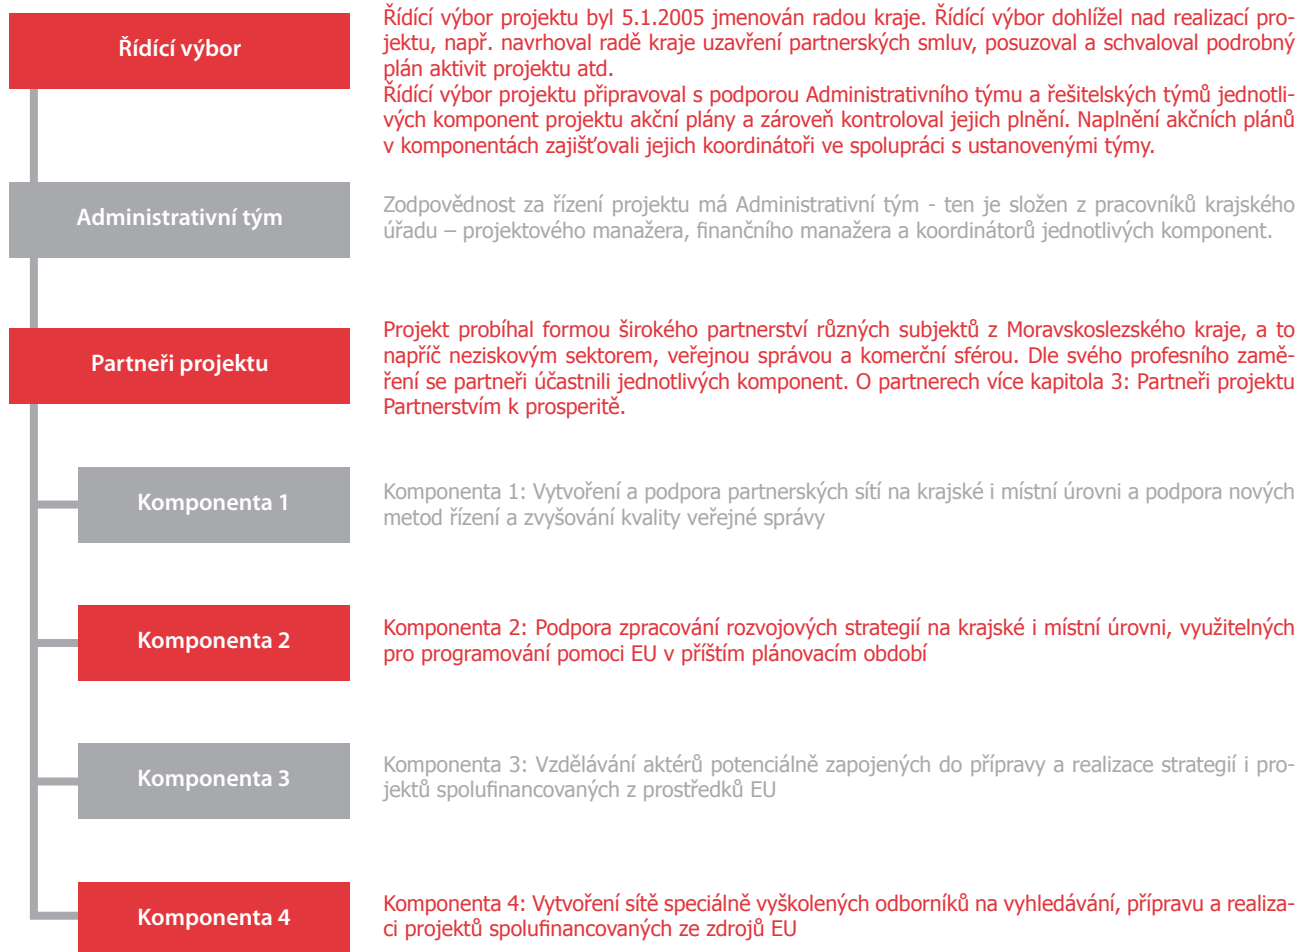 Řídící výbor
Řídící výbor projektu byl 5.1.2005 jmenován radou kraje. Řídící výbor dohlížel nad realizací pro-
jektu, např. navrhoval radě kraje uzavření partnerských smluv, posuzoval a schvaloval podrobný
plán aktivit projektu atd.
Řídící výbor projektu připravoval s podporou Administrativního týmu a řešitelských týmů jednotli-
vých komponent projektu akční plány a zároveň kontroloval jejich plnění. Naplnění akčních plánů
v komponentách zajišťovali jejich koordinátoři ve spolupráci s ustanovenými týmy.
Administrativní tým
Zodpovědnost za řízení projektu má Administrativní tým - ten je složen z pracovníků krajského
úřadu – projektového manažera, finančního manažera a koordinátorů jednotlivých komponent.
Partneři projektu
Projekt probíhal formou širokého partnerství různých subjektů z Moravskoslezského kraje, a to
napříč neziskovým sektorem, veřejnou správou a komerční sférou. Dle svého profesního zamě-
ření se partneři účastnili jednotlivých komponent. O partnerech více kapitola 3: Partneři projektu
Partnerstvím k prosperitě.
Komponenta 1
Komponenta 1: Vytvoření a podpora partnerských sítí na krajské i místní úrovni a podpora nových
metod řízení a zvyšování kvality veřejné správy
Komponenta 2
Komponenta 2: Podpora zpracování rozvojových strategií na krajské i místní úrovni, využitelných
pro programování pomoci EU v příštím plánovacím období
Komponenta 3
Komponenta 3: Vzdělávání aktérů potenciálně zapojených do přípravy a realizace strategií i pro-
jektů spolufinancovaných z prostředků EU
Komponenta 4
Komponenta 4: Vytvoření sítě speciálně vyškolených odborníků na vyhledávání, přípravu a realiza-
ci projektů spolufinancovaných ze zdrojů EU